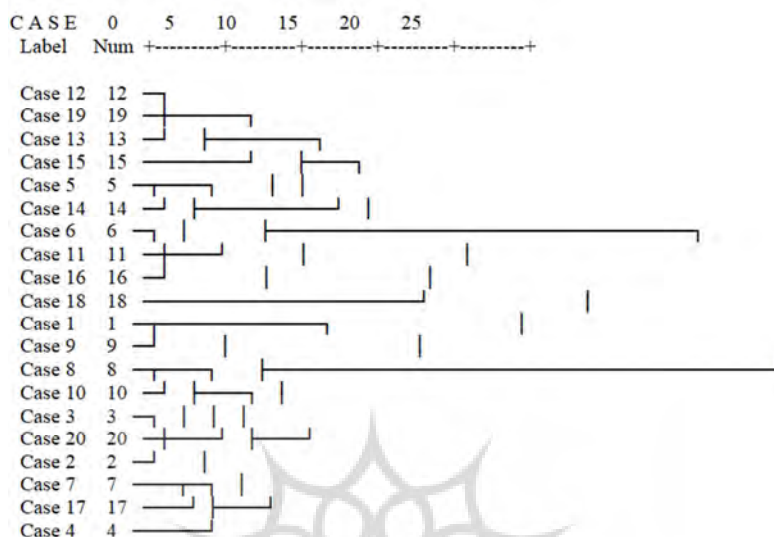 C A S E 0 5 10 15 20 25
Label Num +---------+---------+---------+---------+---------+
Case 12 12
Case 19 19
Case 13 13
Case 15 15
Case 5 5
Case 14 14
Case 6 6
Case 11 11
Case 16 16
Case 18 18
Case 1 1
Case 9 9
Case 8 8
Case 10 10
Case 3 3
Case 20 20
Case 2 2
Case 7 7
Case 17 17
Case 4 4